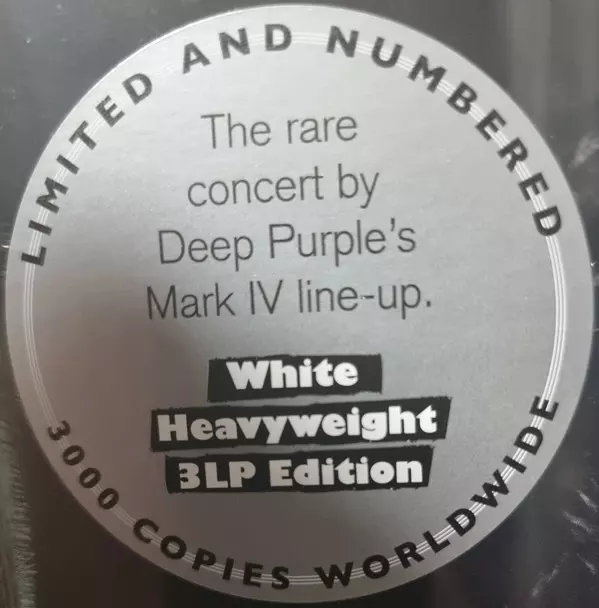 LIMITED AND NUMBERED
The rare
concert by
Deep Purple's
Mark IV line-up.
White
Heavyweight
3LP Edition
3000 COPIES WORLDWIDE